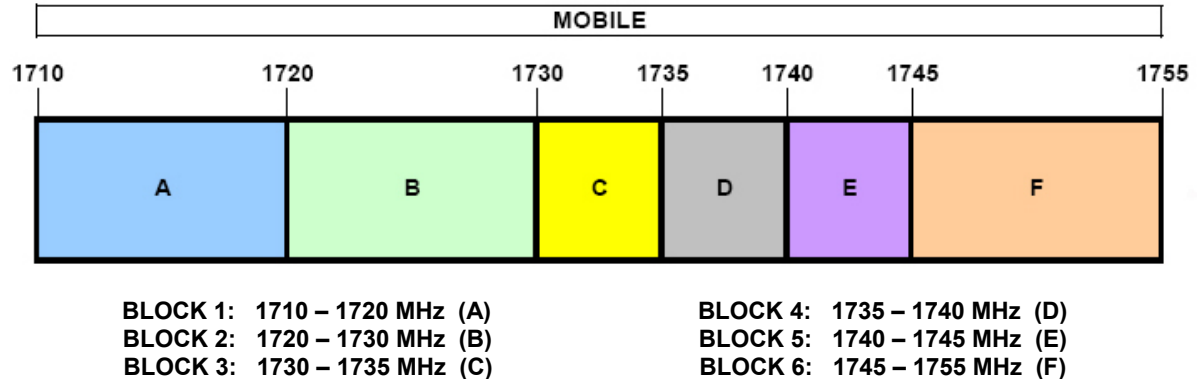 MOBILE
1710 1720 1730 1735 1740 1745 1755
A B C D E F
BLOCK 1: 1710 – 1720 MHz (A) BLOCK 4: 1735 – 1740 MHz (D)
BLOCK 2: 1720 – 1730 MHz (B) BLOCK 5: 1740 – 1745 MHz (E)
BLOCK 3: 1730 – 1735 MHz (C) BLOCK 6: 1745 – 1755 MHz (F)